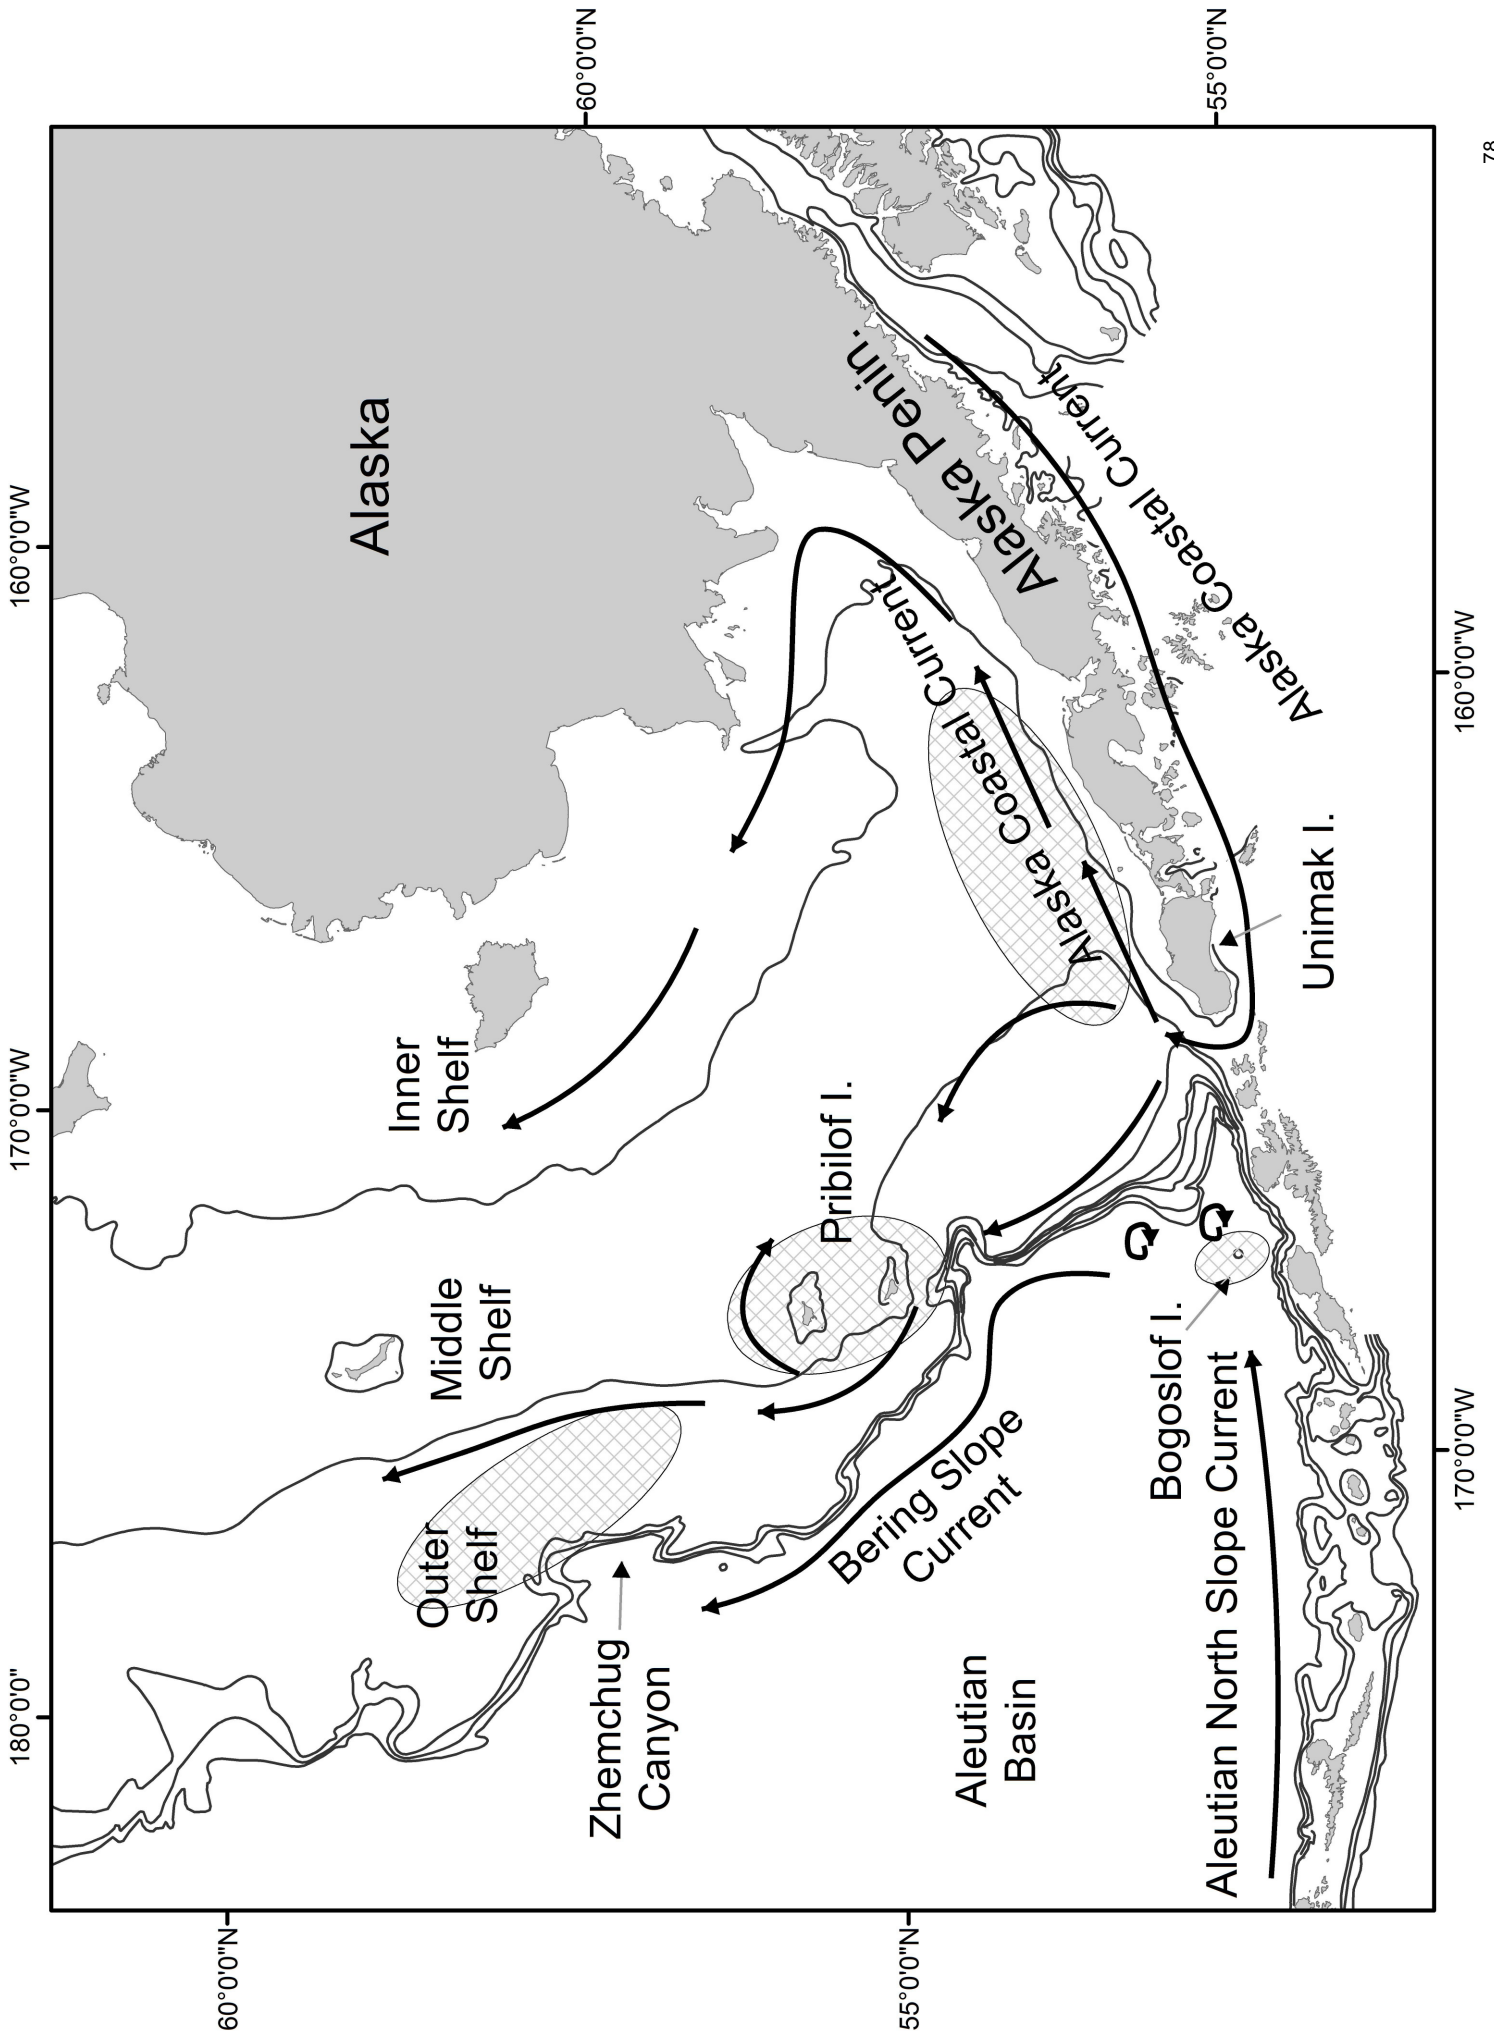 180°0'0"
170°0'0"W
160°0'0"W
60°0'0"N
60°0'0"N
55°0'0"N
55°0'0"N
170°0'0"W
160°0'0"W
Alaska
Inner
Shelf
Middle
Shelf
Outer
Shelf
Zhemchug
Canyon
Pribilof I.
Alaska Penin.
Alaska Coastal Current
Alaska Coastal Current
Bering Slope
Current
Aleutian
Basin
Bogoslof I.
Aleutian North Slope Current
Unimak I.
78